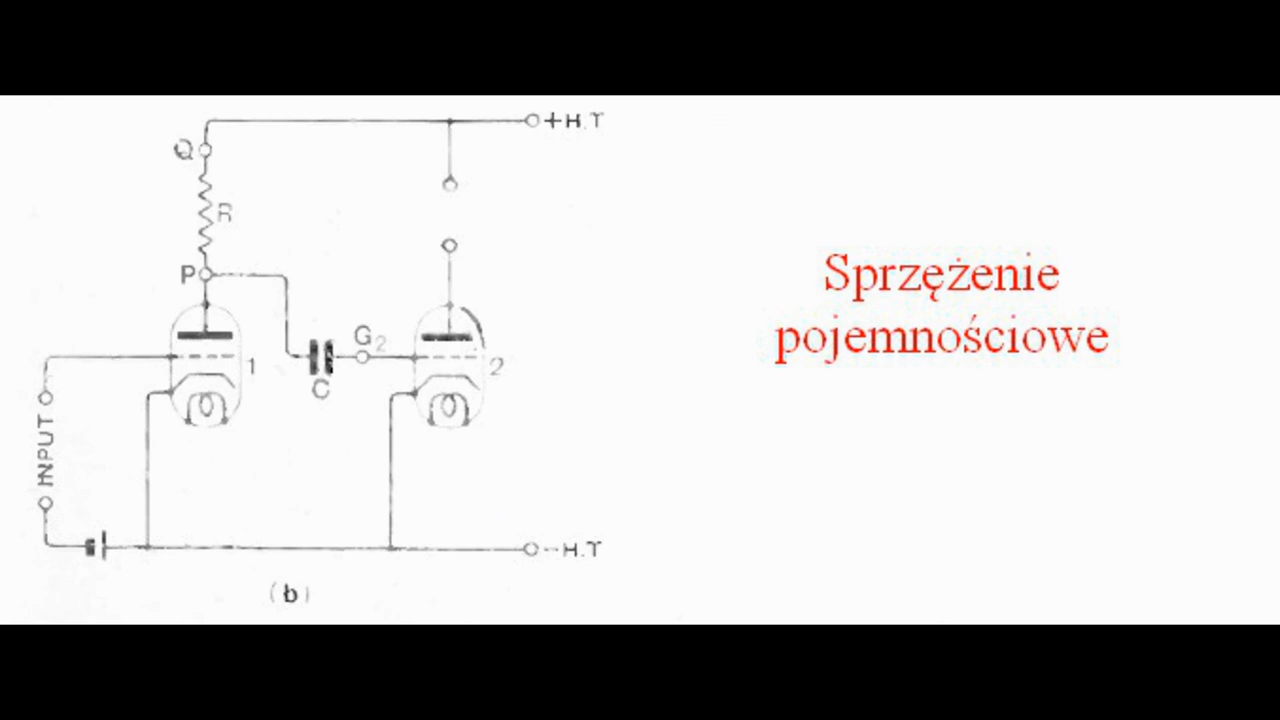 +H.T
Q
R
P
G2
1
2
C
INPUT
-H.T
(b)
Sprzężenie
pojemnościowe